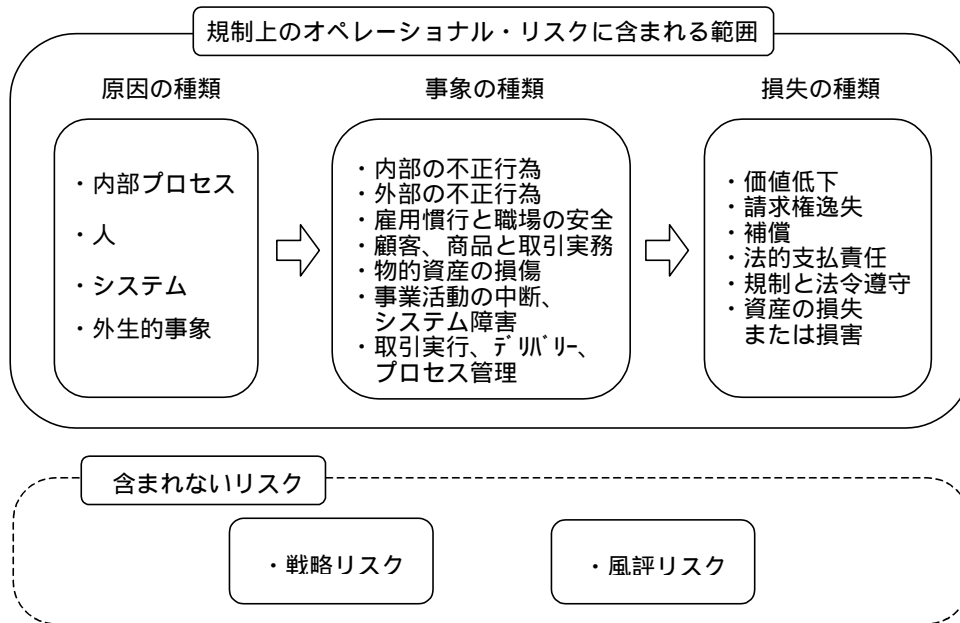 規制上のオペレーショナル・リスクに含まれる範囲
原因の種類
・内部プロセス
・人
・システム
・外生的事象
事象の種類
・内部の不正行為
・外部の不正行為
・雇用慣行と職場の安全
・顧客、商品と取引実務
・物的資産の損傷
・事業活動の中断、
システム障害
・取引実行、ﾃﾞﾘﾊﾞﾘｰ、
プロセス管理
損失の種類
・価値低下
・請求権逸失
・補償
・法的支払責任
・規制と法令遵守
・資産の損失
または損害
含まれないリスク
・戦略リスク
・風評リスク